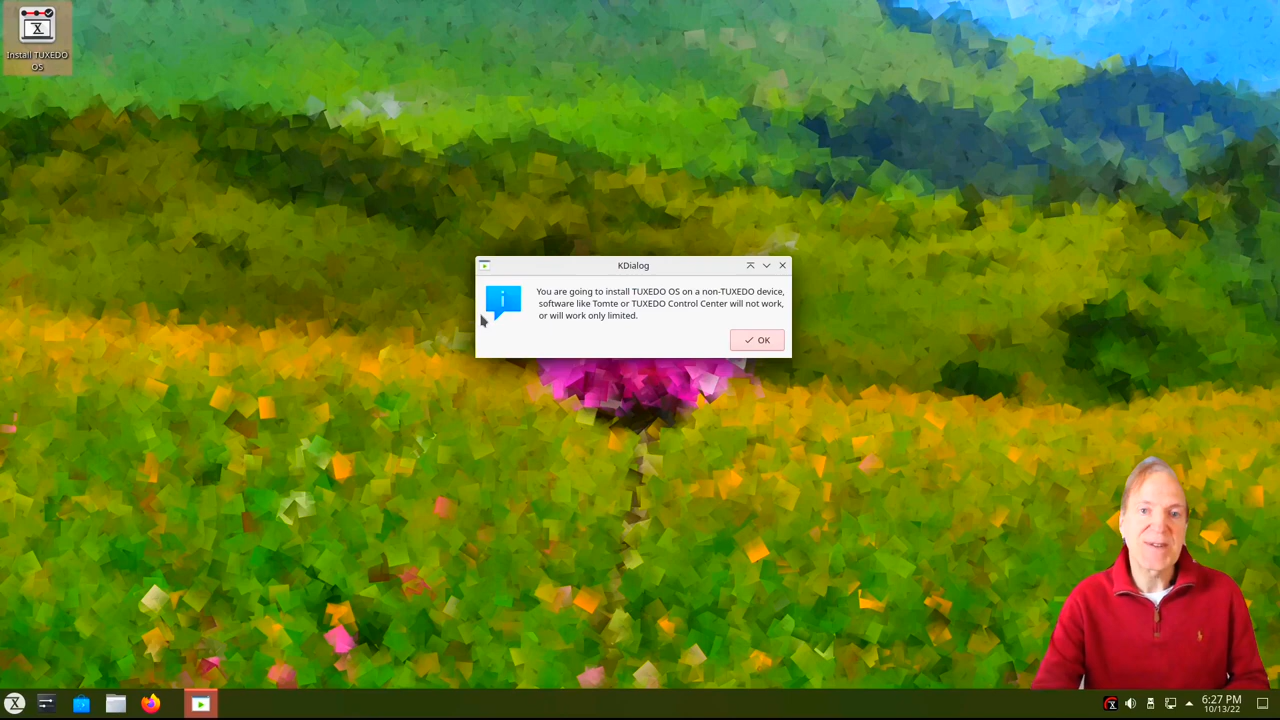 Install TUXEDO
OS
KDialog
You are going to install TUXEDO OS on a non-TUXEDO device,
software like Tomte or TUXEDO Control Center will not work,
or will work only limited.
OK
6:27 PM
10/13/22